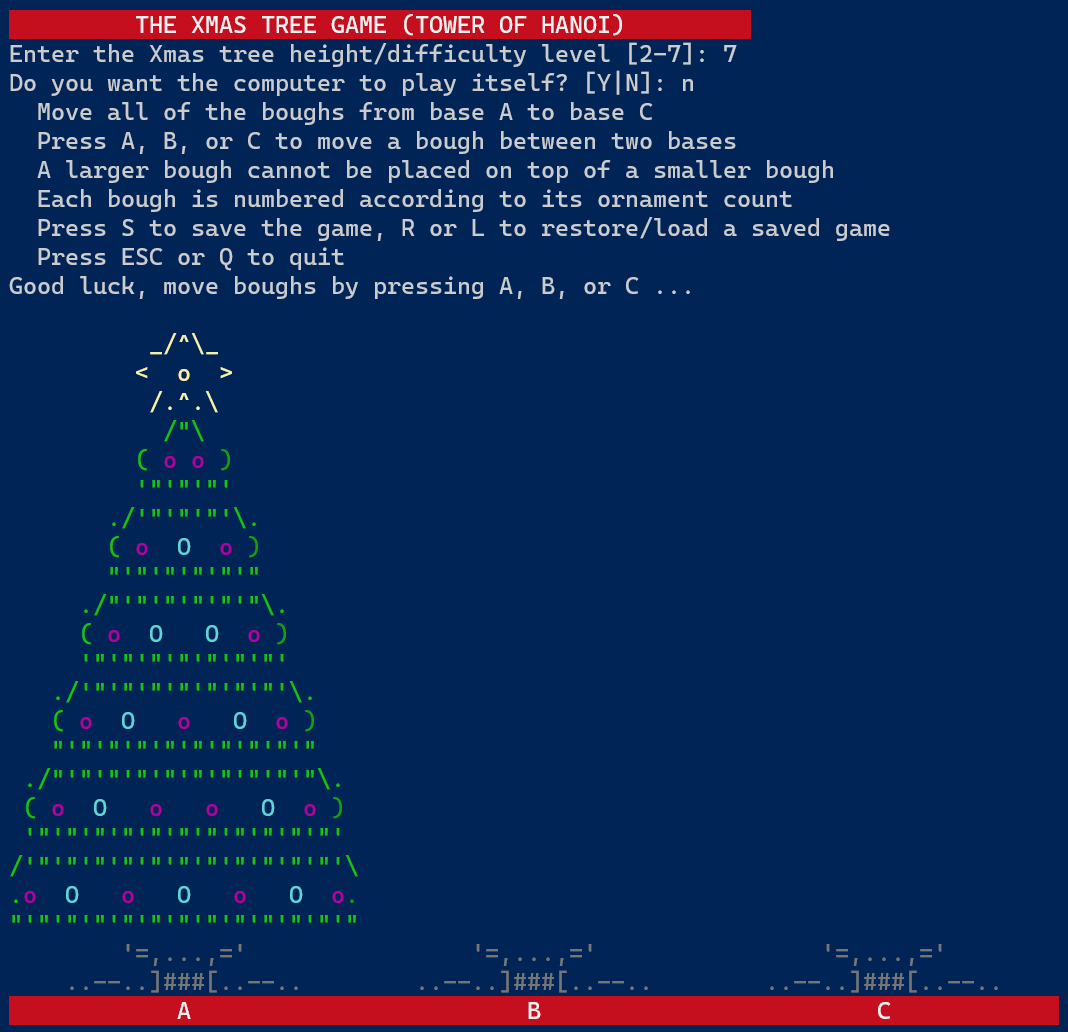 THE XMAS TREE GAME (TOWER OF HANOI)
Enter the Xmas tree height/difficulty level [2-7]: 7
Do you want the computer to play itself? [Y|N]: n
Move all of the boughs from base A to base C
Press A, B, or C to move a bough between two bases
A larger bough cannot be placed on top of a smaller bough
Each bough is numbered according to its ornament count
Press S to save the game, R or L to restore/load a saved game
Press ESC or Q to quit
Good luck, move boughs by pressing A, B, or C ...
A B C